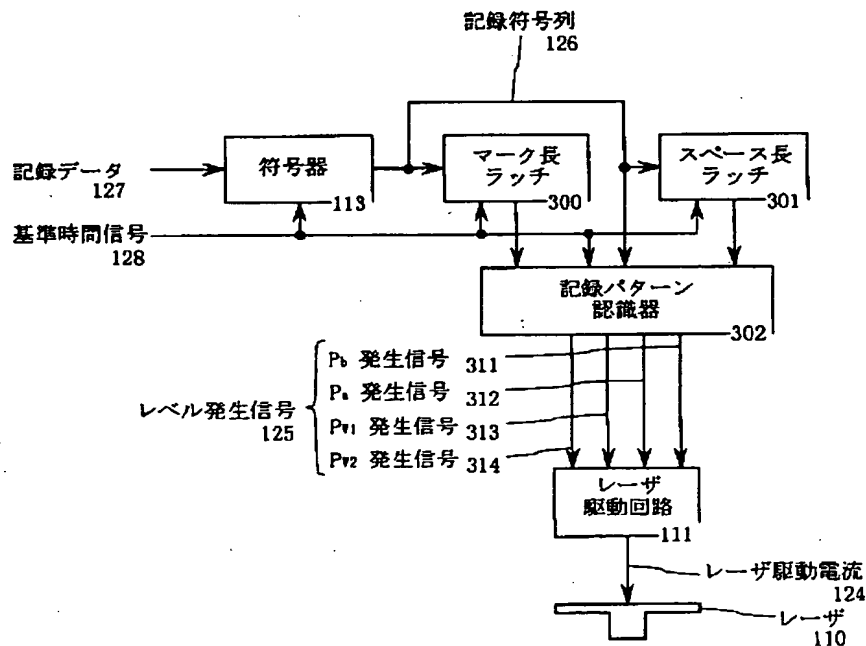 記録符号列
126
記録データ
127
符号器
113
マーク長
ラッチ
300
スペース長
ラッチ
301
基準時間信号
128
記録パターン
認識器
302
レベル発生信号
125
Pb 発生信号 311
Pa 発生信号 312
Pw1 発生信号 313
Pw2 発生信号 314
レーザ
駆動回路
111
レーザ駆動電流
124
レーザ
110